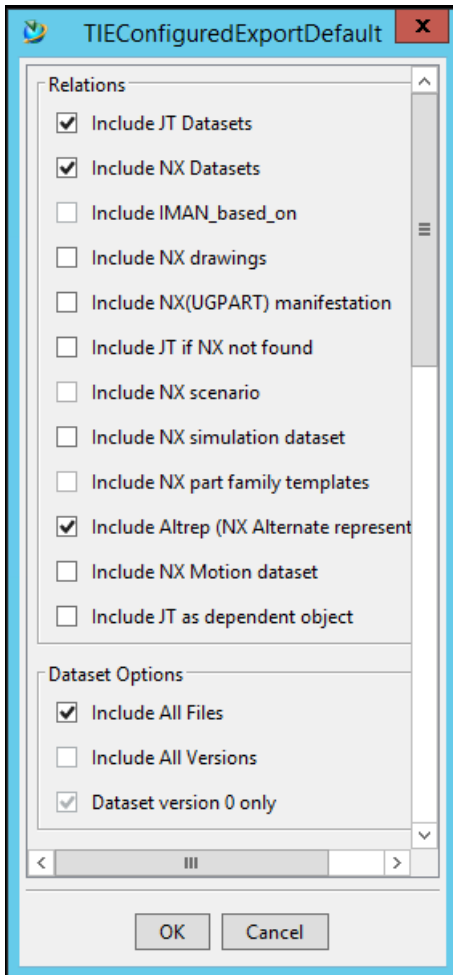 TIEConfiguredExportDefault
x
Relations
Include JT Datasets
Include NX Datasets
Include IMAN_based_on
Include NX drawings
Include NX(UGPART) manifestation
Include JT if NX not found
Include NX scenario
Include NX simulation dataset
Include NX part family templates
Include Altrep (NX Alternate represent
Include NX Motion dataset
Include JT as dependent object
Dataset Options
Include All Files
Include All Versions
Dataset version 0 only
OK
Cancel